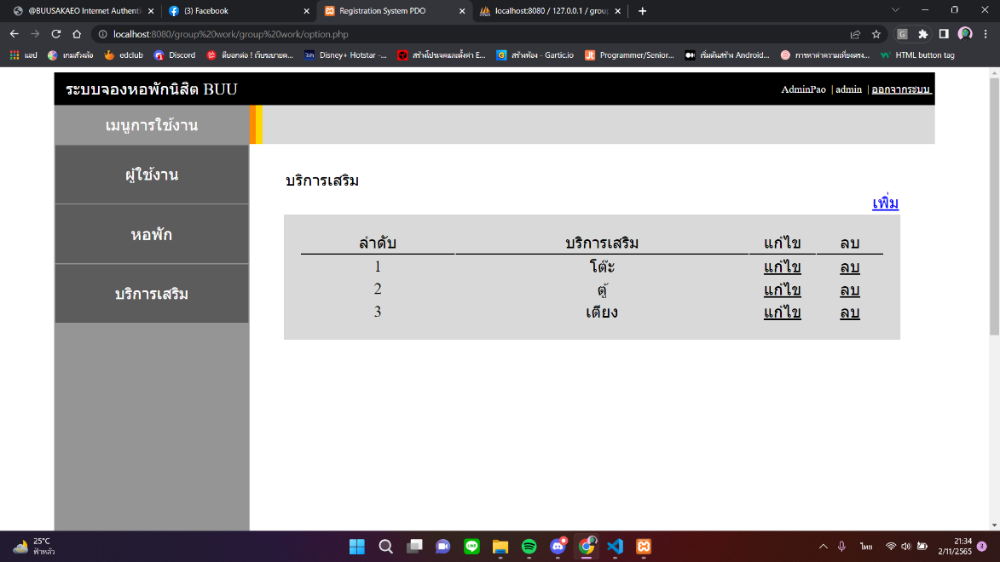 @BUUSAKAEO Internet Authenti
(3) Facebook
Registration System PDO
localhost:8080 / 127.0.0.1 / grou
localhost:8080/group%20work/group%20work/option.php
แอป
เกมสั่งเล้ง
edclub
Discord
Disney+ Hotstar -...
สร้างโปรเจคและตั้งค่า E...
สร้างห้อง - Gartic.io
Programmer/Senior...
เริ่มต้นสร้าง Android...
การหาค่าความเที่ยงตรง...
HTML button tag
ระบบจองหอพักนิสิต BUU
AdminPao | admin | ออกจากระบบ
เมนูการใช้งาน
ผู้ใช้งาน
หอพัก
บริการเสริม
บริการเสริม
เพิ่ม
ลำดับ บริการเสริม แก้ไข ลบ
1 โต๊ะ แก้ไข ลบ
2 ตู้ แก้ไข ลบ
3 เตียง แก้ไข ลบ
25°C
ฟ้าหลัว
ไทย
21:34
2/11/2565
3